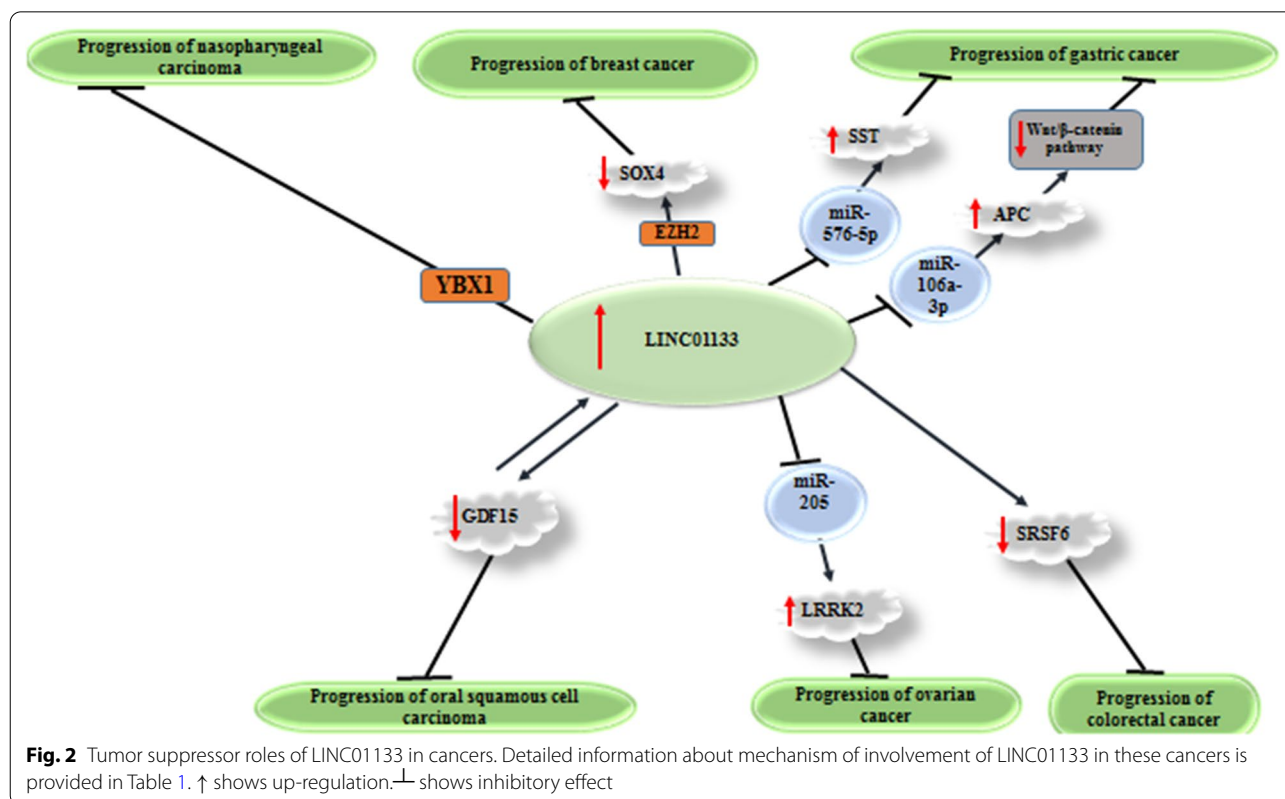 Progression of nasopharyngeal
carcinoma
Progression of breast cancer
Progression of gastric cancer
SST
Wnt/β-catenin
pathway
SOX4
miR-
576-5p
APC
EZH2
miR-
106a-
3p
YBX1
LINC01133
GDF15
miR-
205
SRSF6
LRRK2
Progression of oral squamous cell
carcinoma
Progression of ovarian
cancer
Progression of
colorectal cancer
Fig. 2 Tumor suppressor roles of LINC01133 in cancers. Detailed information about mechanism of involvement of LINC01133 in these cancers is
provided in Table 1. ↑ shows up-regulation.┴ shows inhibitory effect